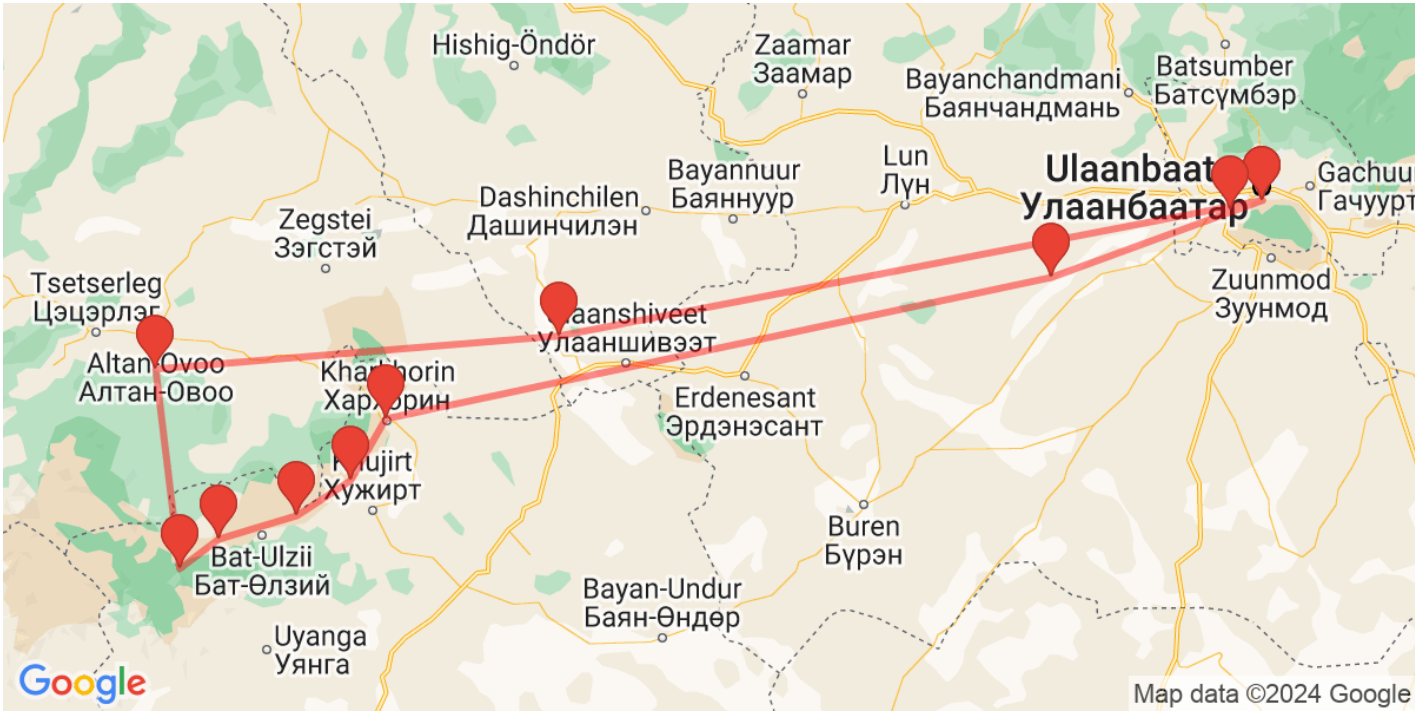 Hishig-Öndör
Zaamar
Заамар
Bayanchandmani
Баянчандмань
Batsumber
Батсүмбэр
Lun
Лүн
Bayannuur
Баяннуур
Улаанбаатар
Gachuur
Гачуурт
Dashinchilen
Дашинчилэн
Zegstei
Зэгстэй
Zuunmod
Зуунмод
Tsetserleg
Цэцэрлэг
Улааншивээт
Altan-Ovoo
Алтан-Овоо
Erdenesant
Эрдэнэсант
Хархорин
Хужирт
Buren
Бүрэн
Bat-Ulzii
Бат-Өлзий
Bayan-Undur
Баян-Өндөр
Uyanga
Уянга
Google
Map data ©2024 Google